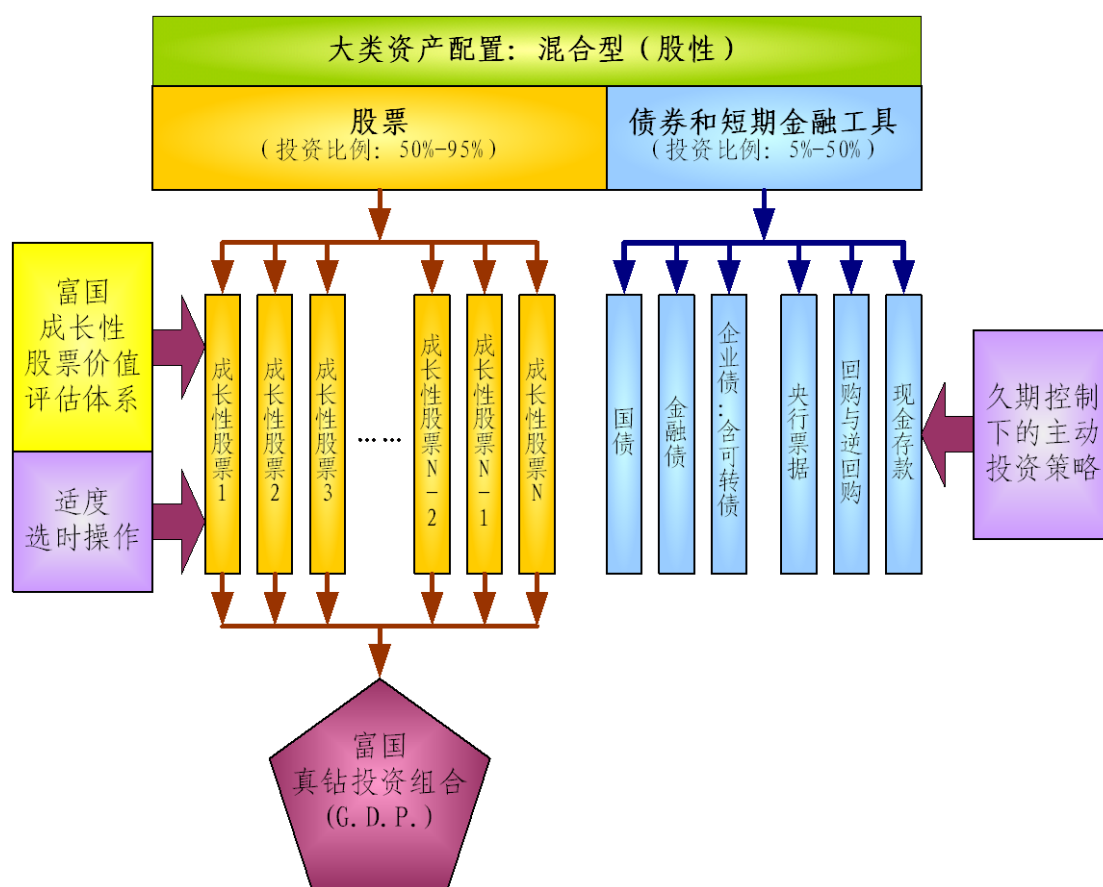 大类资产配置: 混合型（股性）
股票
（投资比例: 50%-95%）
债券和短期金融工具
（投资比例: 5%-50%）
富国
成长性
股票价值
评估体系
适度
选时操作
成长性股票1
成长性股票2
成长性股票3
……
成长性股票N-2
成长性股票N-1
成长性股票N
国债
金融债
企业债:含可转债
央行票据
回购与逆回购
现金存款
久期控制
下的主动
投资策略
富国
真钻投资组合
(G.D.P.)